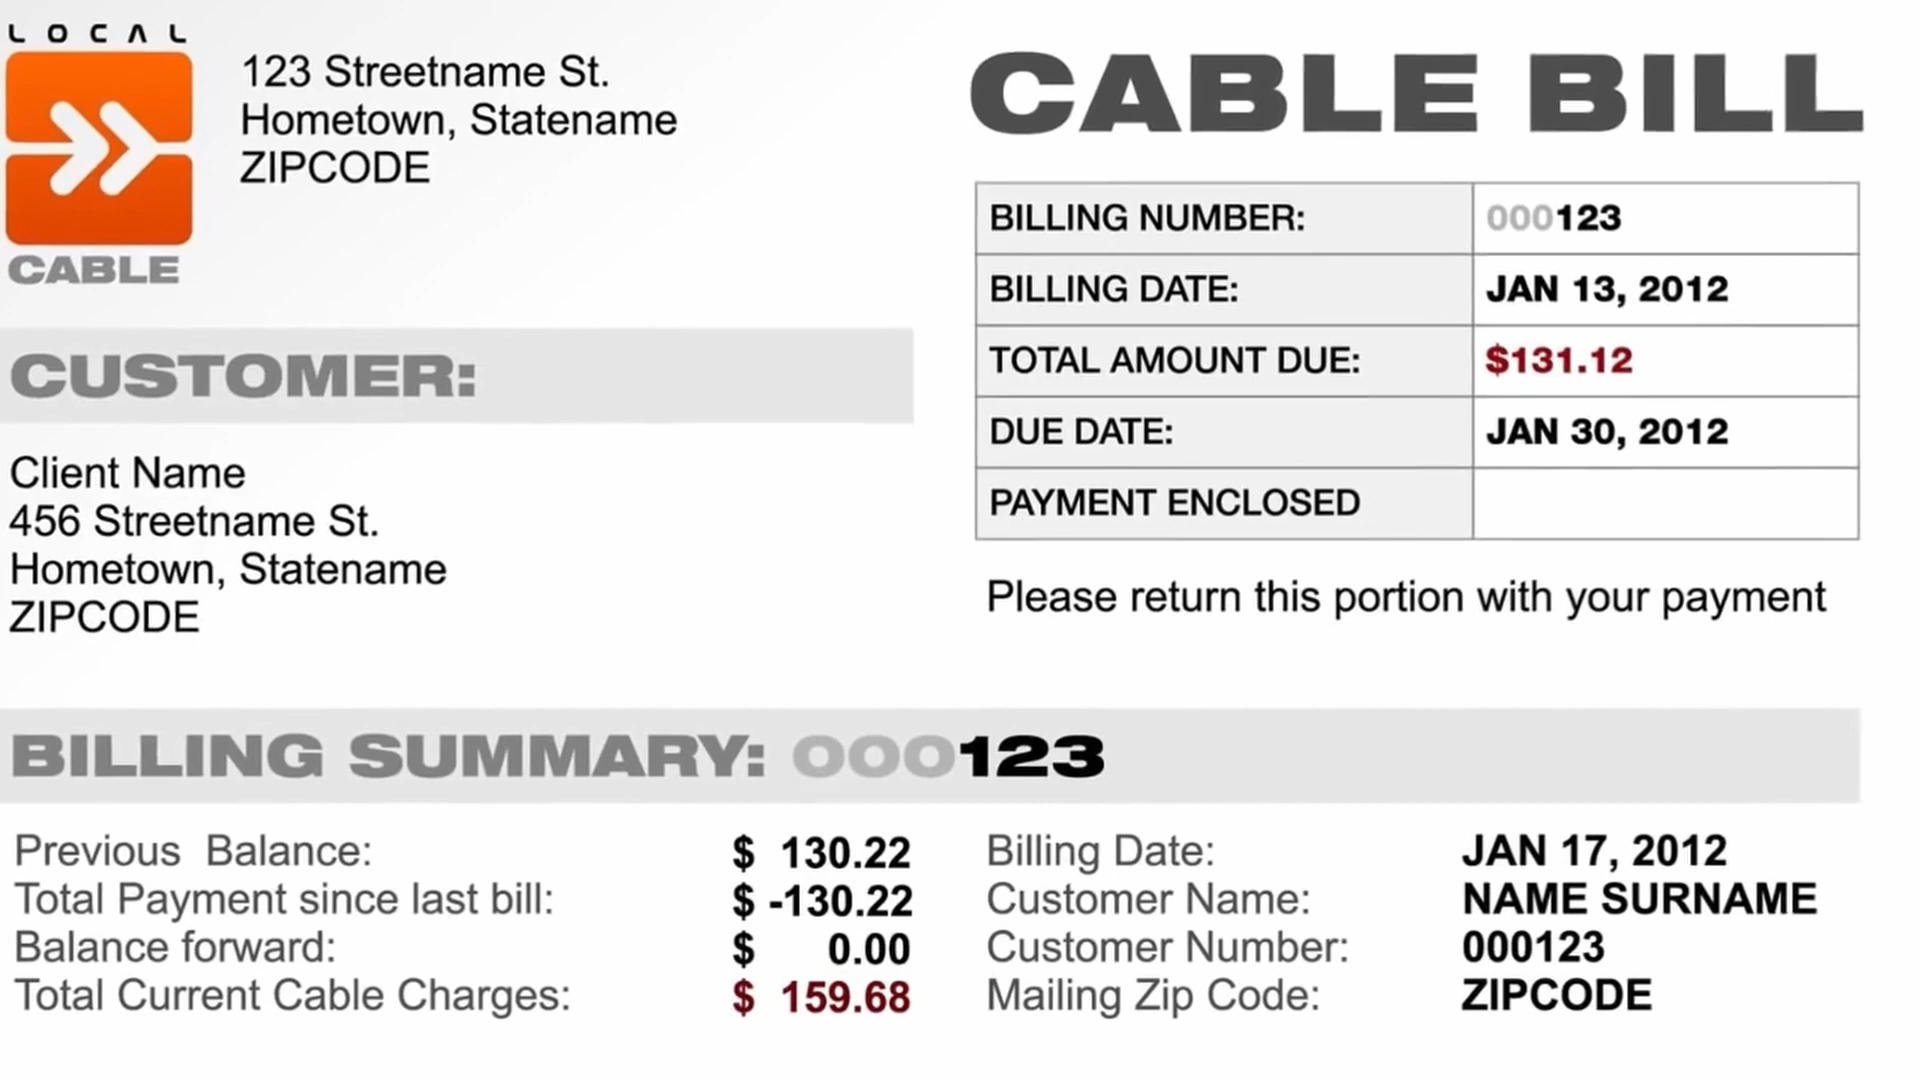 LOCAL
CABLE
123 Streetname St.
Hometown, Statename
ZIPCODE
CABLE BILL
BILLING NUMBER: 000123
BILLING DATE: JAN 13, 2012
TOTAL AMOUNT DUE: $131.12
DUE DATE: JAN 30, 2012
PAYMENT ENCLOSED
Please return this portion with your payment
CUSTOMER:
Client Name
456 Streetname St.
Hometown, Statename
ZIPCODE
BILLING SUMMARY: 000123
Previous Balance: $ 130.22
Total Payment since last bill: $ -130.22
Balance forward: $ 0.00
Total Current Cable Charges: $ 159.68
Billing Date: JAN 17, 2012
Customer Name: NAME SURNAME
Customer Number: 000123
Mailing Zip Code: ZIPCODE